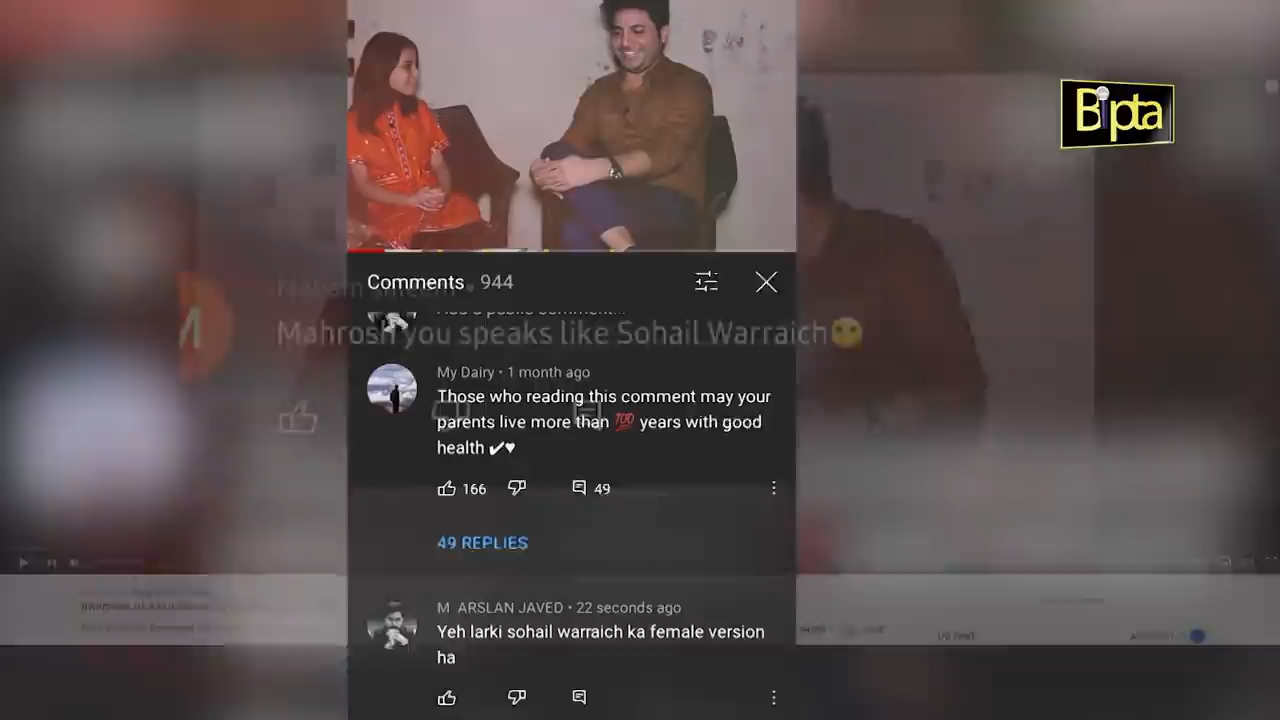 Bipta
Comments 944
Mahrosh you speaks like Sohail Warraich😶
My Dairy · 1 month ago
Those who reading this comment may your
parents live more than 💯 years with good
health ✔♥
166
49
49 REPLIES
M ARSLAN JAVED · 22 seconds ago
Yeh larki sohail warraich ka female version
ha